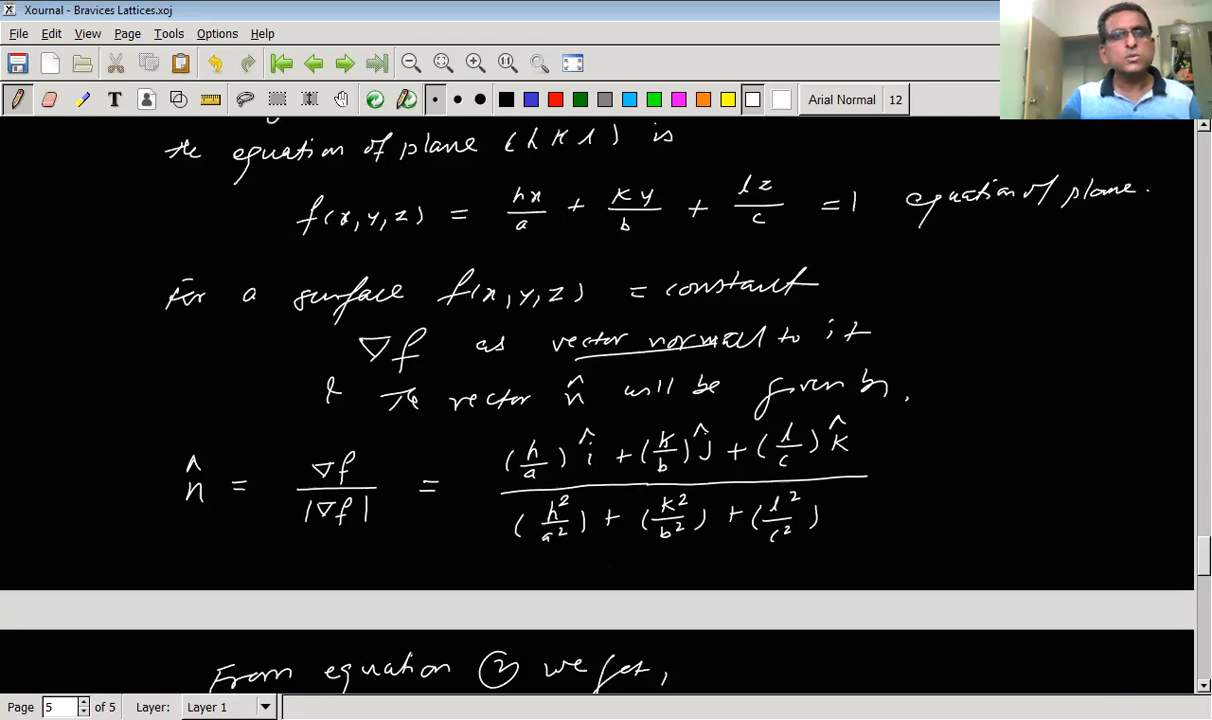 Xournal - Bravices Lattices.xoj
File Edit View Page Tools Options Help
Arial Normal 12
the equation of plane (h k l) is
f(x, y, z) = hx/a + ky/b + lz/c = 1 equation of plane.
For a surface f(x, y, z) = constant
∇f as vector normal to it
& the vector n̂ will be given by,
n̂ = ∇f/|∇f| = ((h/a) î + (k/b) ĵ + (l/c) k̂)/((h²/a²) + (k²/b²) + (l²/c²))
From equation ② we get,
Page 5 of 5 Layer: Layer 1